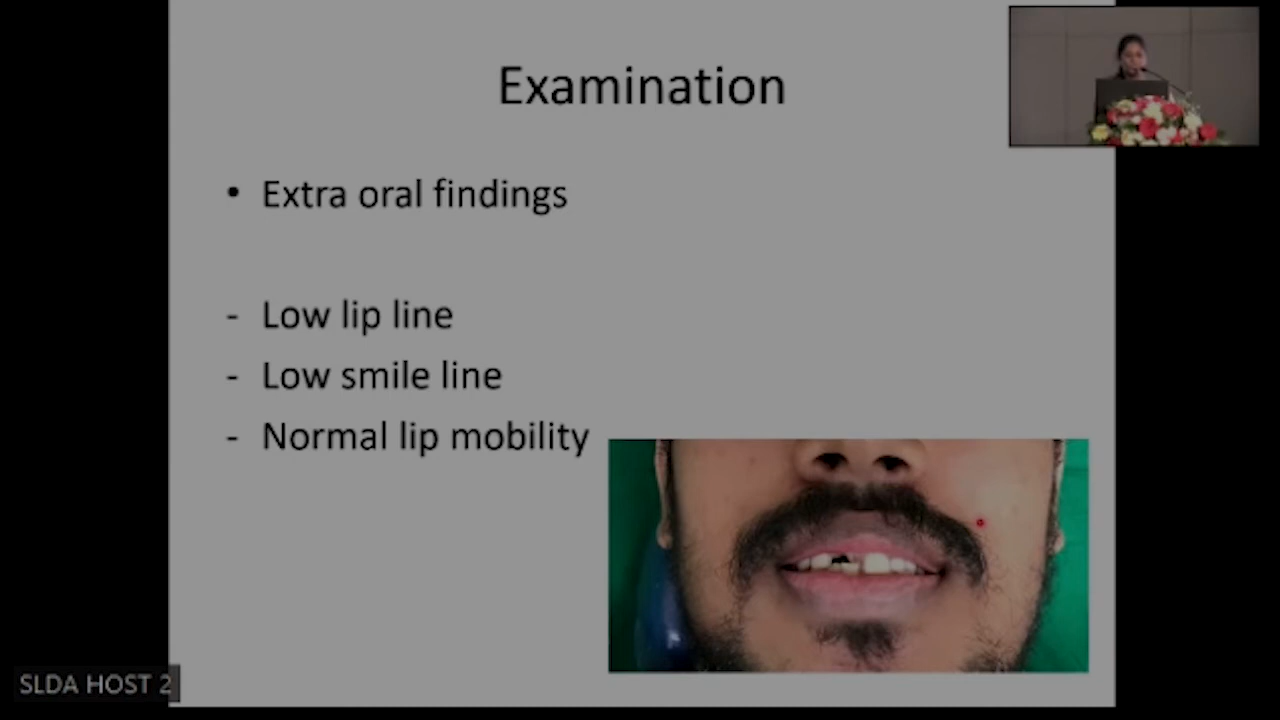 Examination
• Extra oral findings
- Low lip line
- Low smile line
- Normal lip mobility
SLDA HOST 2